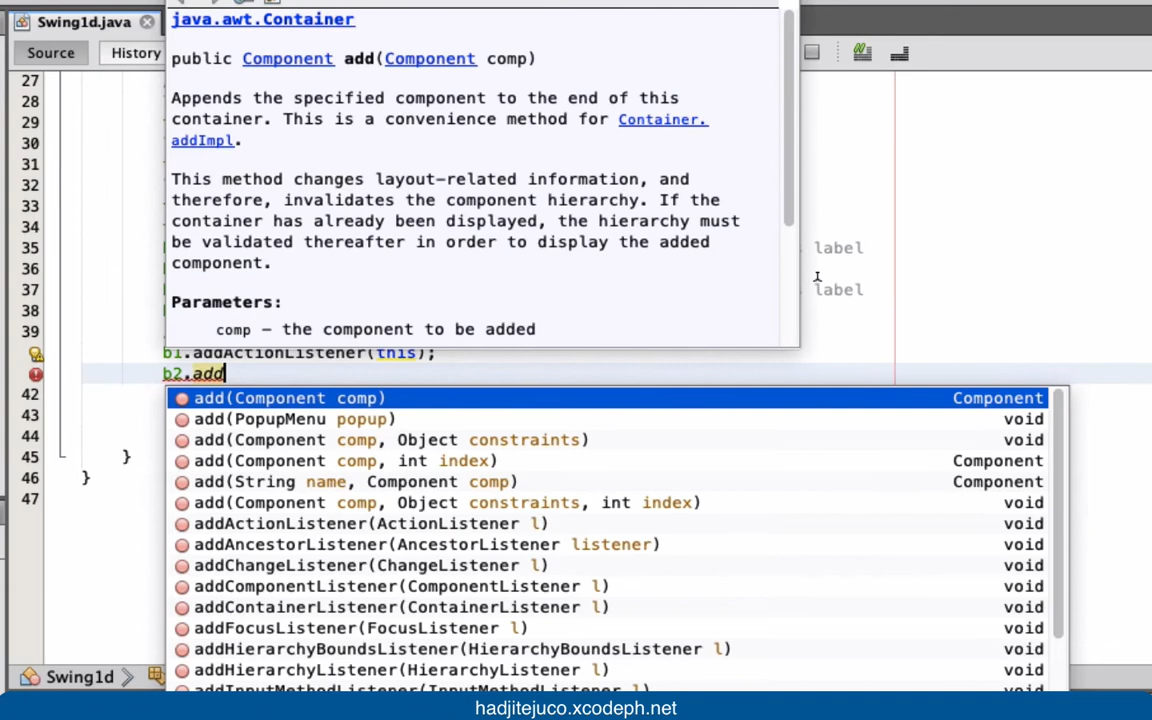 Swing1d.java
java.awt.Container
Source
History
public Component add(Component comp)
27
28
29
30
31
32
33
34
35
36
37
38
39
Appends the specified component to the end of this
container. This is a convenience method for Container.
addImpl.
This method changes layout-related information, and
therefore, invalidates the component hierarchy. If the
container has already been displayed, the hierarchy must
be validated thereafter in order to display the added
component.
Parameters:
comp – the component to be added
label
label
b1.addActionListener(this);
b2.add
42
43
44
45 }
46 }
47
add(Component comp) Component
add(PopupMenu popup) void
add(Component comp, Object constraints) void
add(Component comp, int index) Component
add(String name, Component comp) Component
add(Component comp, Object constraints, int index) void
addActionListener(ActionListener l) void
addAncestorListener(AncestorListener listener) void
addChangeListener(ChangeListener l) void
addComponentListener(ComponentListener l) void
addContainerListener(ContainerListener l) void
addFocusListener(FocusListener l) void
addHierarchyBoundsListener(HierarchyBoundsListener l) void
addHierarchyListener(HierarchyListener l) void
addInputMethodListener(InputMethodListener l) void
Swing1d
hadjitejuco.xcodeph.net